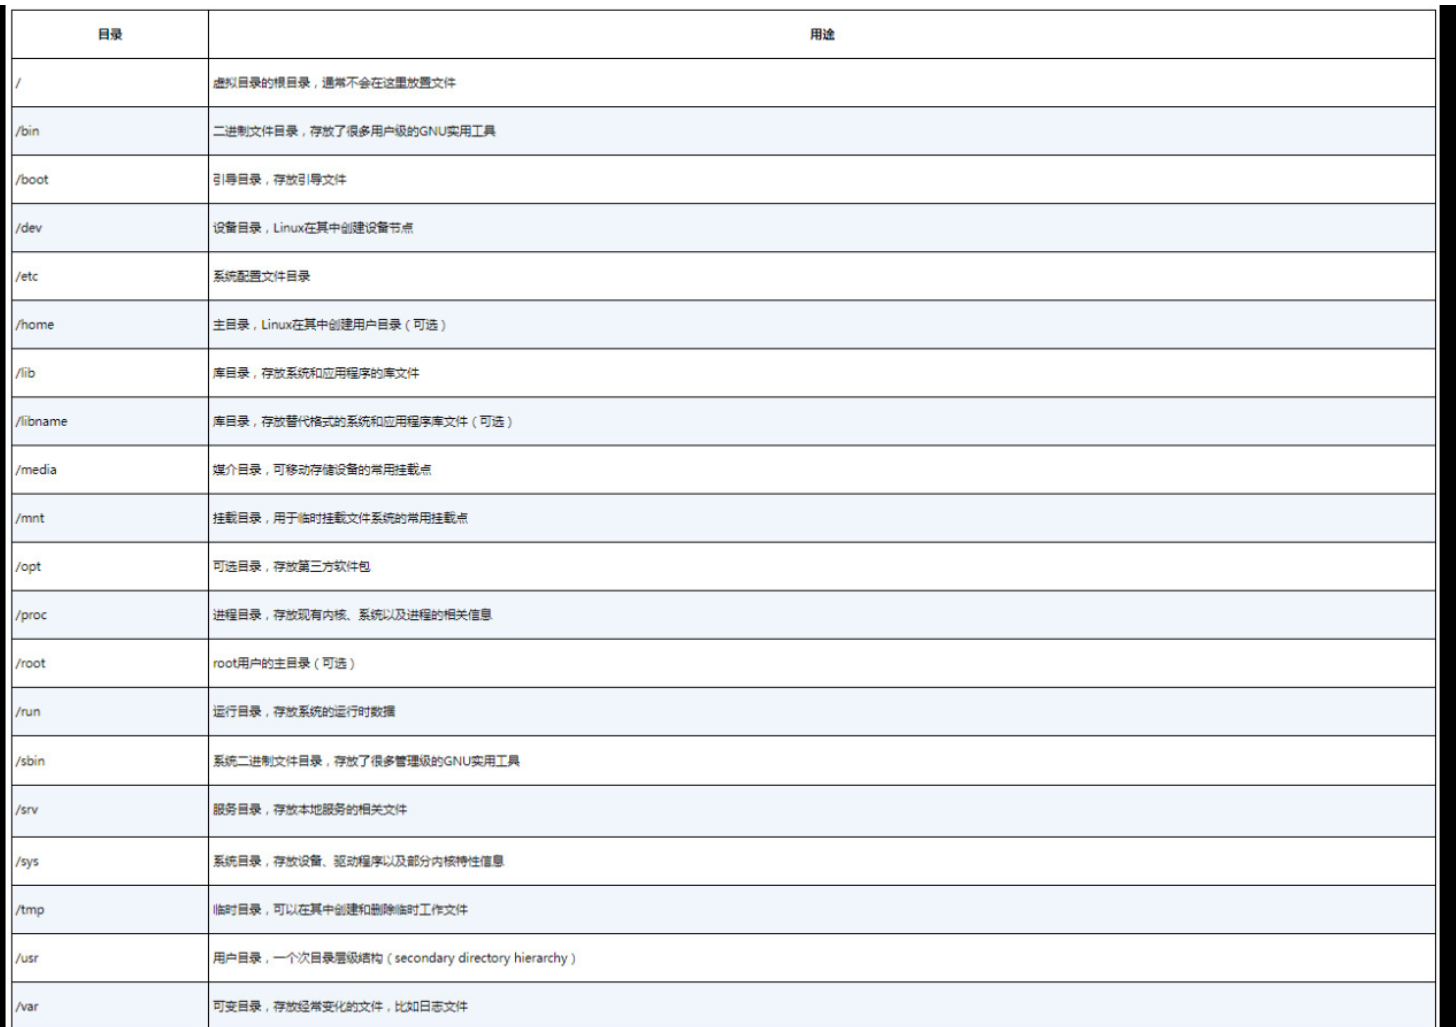 目录 用途
/ 虚拟目录的根目录，通常不会在这里放置文件
/bin 二进制文件目录，存放了很多用户级的GNU实用工具
/boot 引导目录，存放引导文件
/dev 设备目录，Linux在其中创建设备节点
/etc 系统配置文件目录
/home 主目录，Linux在其中创建用户目录（可选）
/lib 库目录，存放系统和应用程序的库文件
/libname 库目录，存放替代格式的系统和应用程序库文件（可选）
/media 媒介目录，可移动存储设备的常用挂载点
/mnt 挂载目录，用于临时挂载文件系统的常用挂载点
/opt 可选目录，存放第三方软件包
/proc 进程目录，存放现有内核、系统以及进程的相关信息
/root root用户的主目录（可选）
/run 运行目录，存放系统的运行时数据
/sbin 系统二进制文件目录，存放了很多管理级的GNU实用工具
/srv 服务目录，存放本地服务的相关文件
/sys 系统目录，存放设备、驱动程序以及部分内核特性信息
/tmp 临时目录，可以在其中创建和删除临时工作文件
/usr 用户目录，一个次目录层级结构（secondary directory hierarchy）
/var 可变目录，存放经常变化的文件，比如日志文件